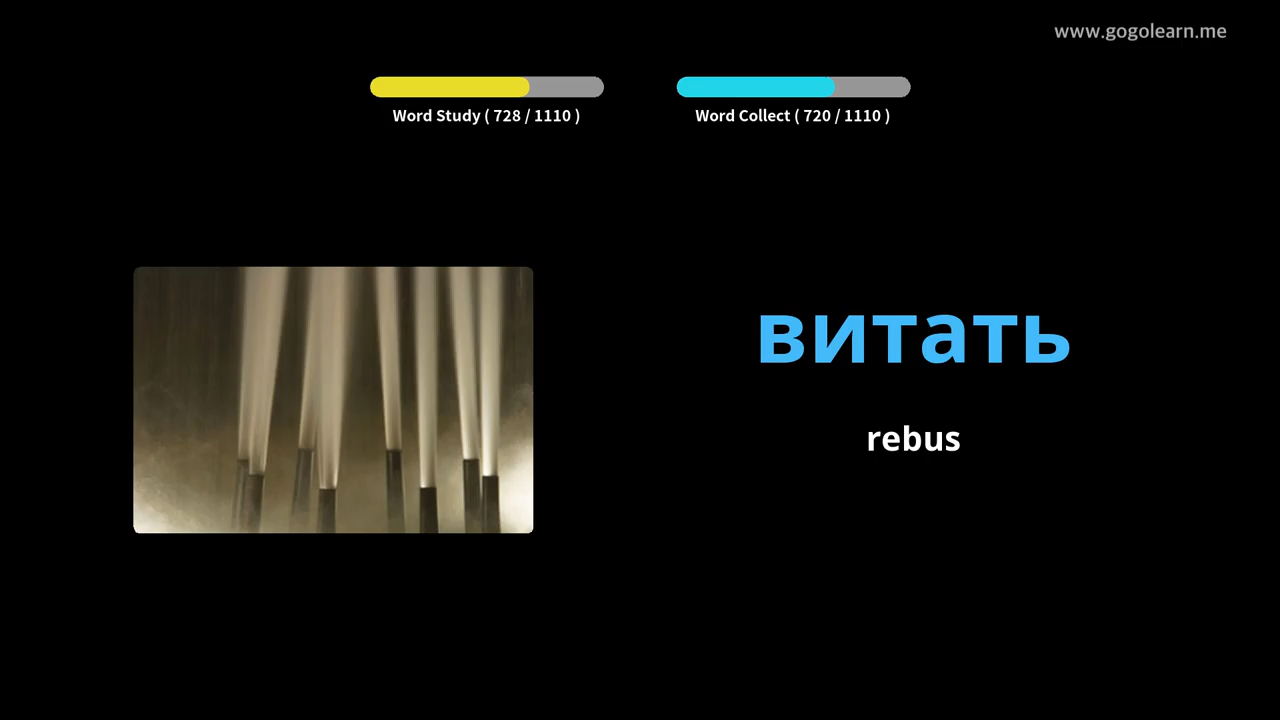 www.gogolearn.me
Word Study ( 728 / 1110 )
Word Collect ( 720 / 1110 )
витать
rebus